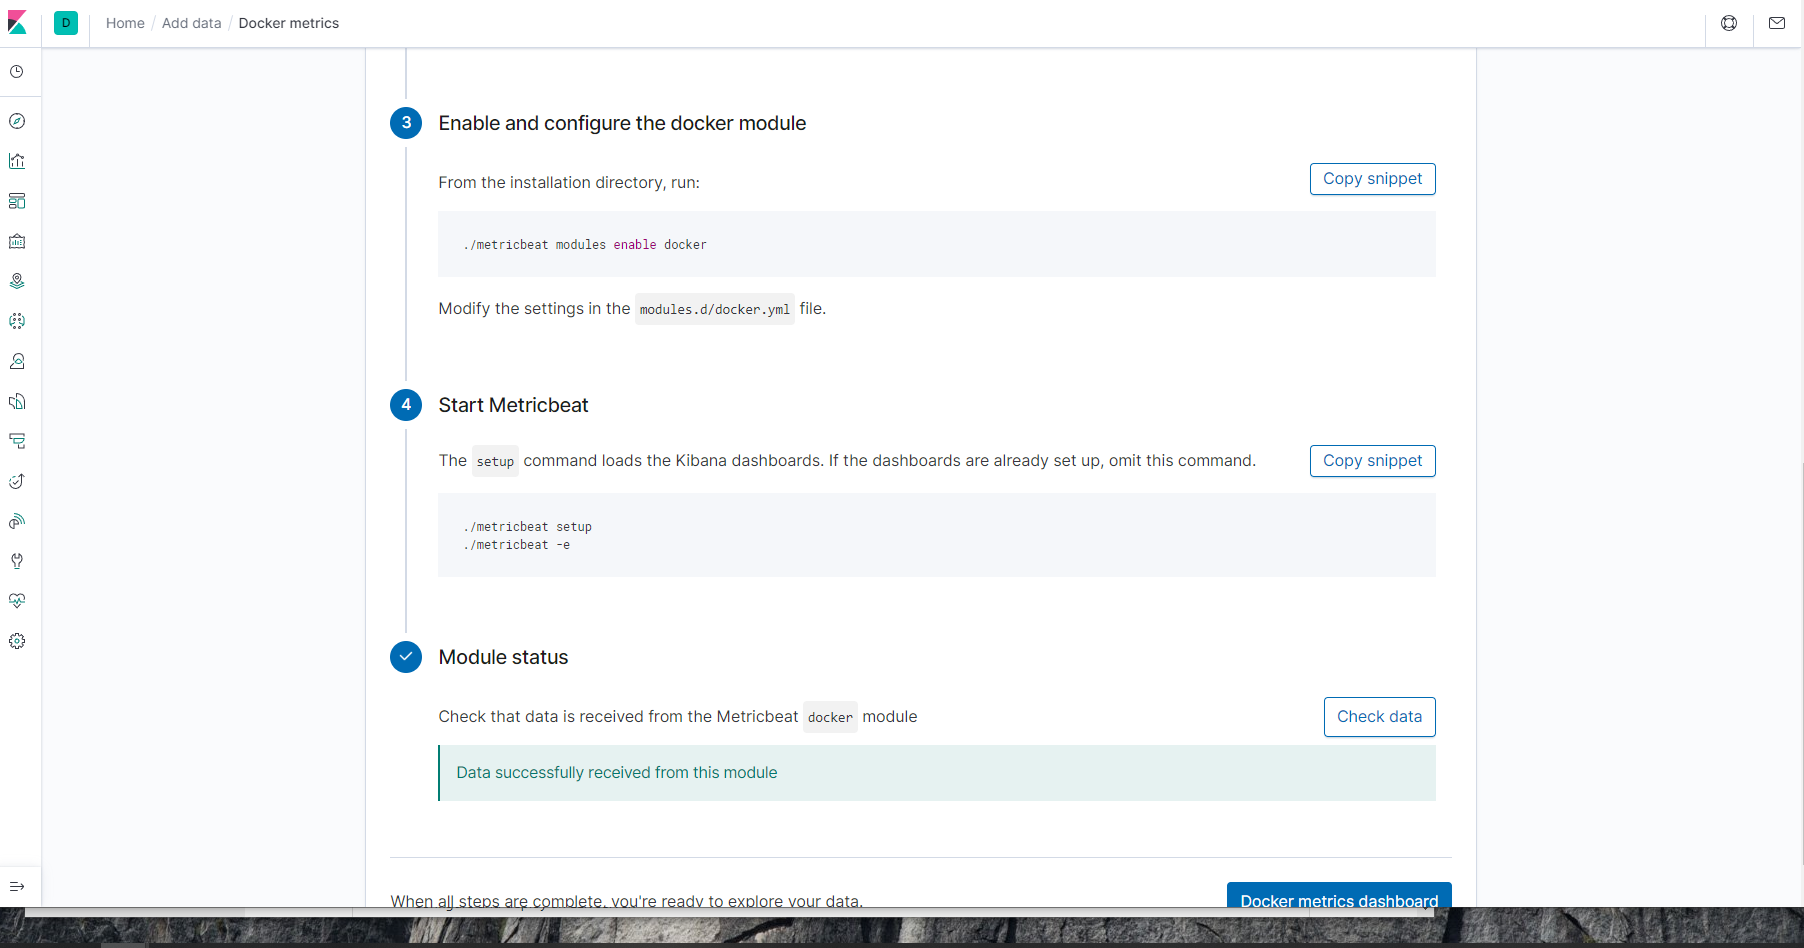 D
Home / Add data / Docker metrics
3
Enable and configure the docker module
From the installation directory, run:
Copy snippet
./metricbeat modules enable docker
Modify the settings in the modules.d/docker.yml file.
4
Start Metricbeat
The setup command loads the Kibana dashboards. If the dashboards are already set up, omit this command.
Copy snippet
./metricbeat setup
./metricbeat -e
Module status
Check that data is received from the Metricbeat docker module
Check data
Data successfully received from this module
When all steps are complete, you're ready to explore your data.
Docker metrics dashboard